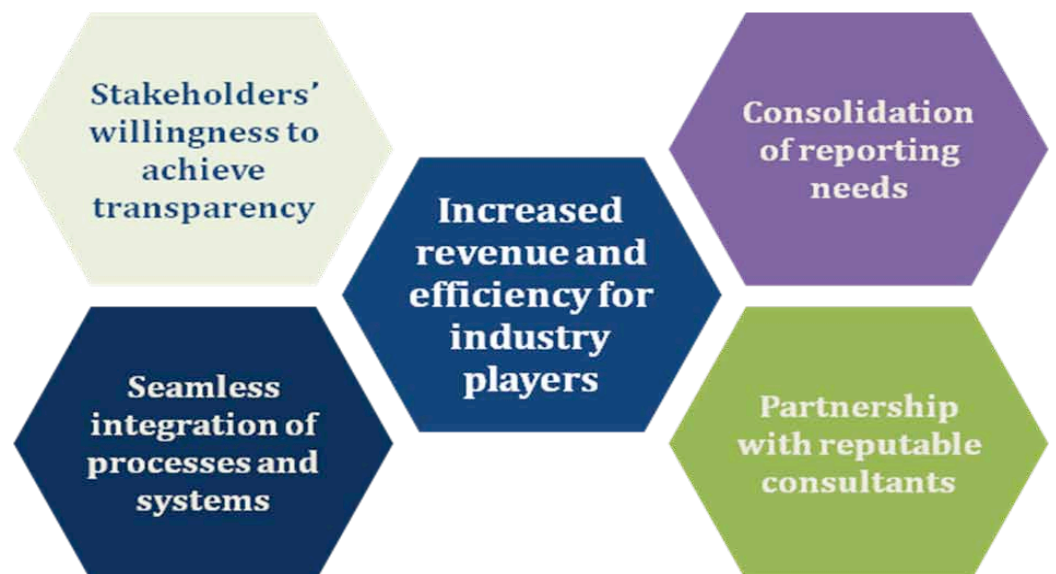 Stakeholders’
willingness to
achieve
transparency
Consolidation
of reporting
needs
Increased
revenue and
efficiency for
industry
players
Seamless
integration of
processes and
systems
Partnership
with reputable
consultants